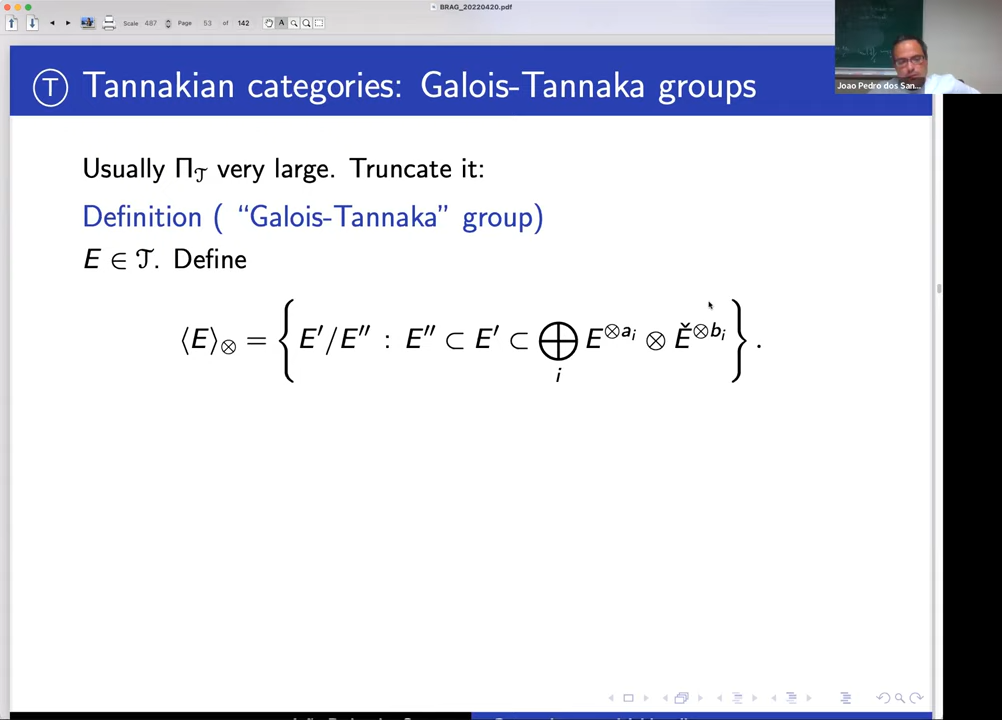 BRAG_20220420.pdf
Scale 487 Page 53 of 142
Joao Pedro dos San...
T Tannakian categories: Galois-Tannaka groups
Usually Π_𝒯 very large. Truncate it:
Definition ( “Galois-Tannaka” group)
E ∈ 𝒯. Define
⟨E⟩_⊗ = { E′/E″ : E″ ⊂ E′ ⊂ ⨁_i E^{⊗a_i} ⊗ Ě^{⊗b_i} } .